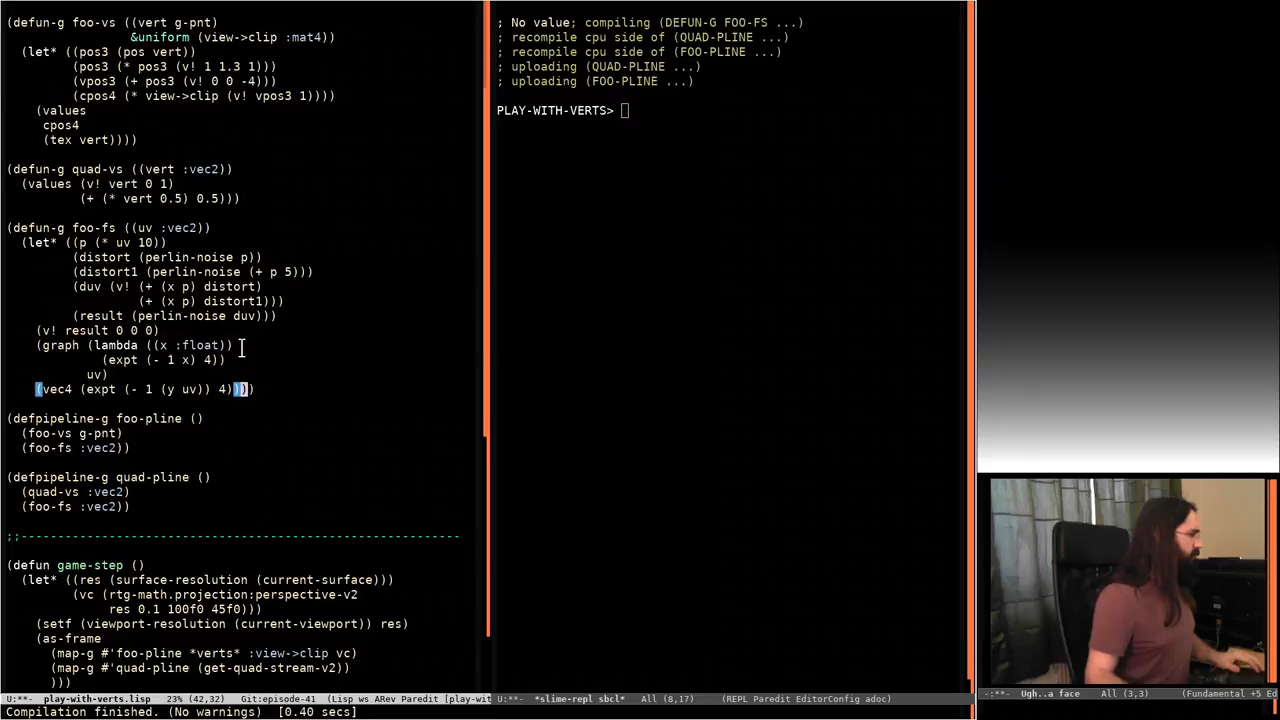 (defun-g foo-vs ((vert g-pnt)
&uniform (view->clip :mat4))
(let* ((pos3 (pos vert))
(pos3 (* pos3 (v! 1 1.3 1)))
(vpos3 (+ pos3 (v! 0 0 -4)))
(cpos4 (* view->clip (v! vpos3 1))))
(values
cpos4
(tex vert))))
(defun-g quad-vs ((vert :vec2))
(values (v! vert 0 1)
(+ (* vert 0.5) 0.5)))
(defun-g foo-fs ((uv :vec2))
(let* ((p (* uv 10))
(distort (perlin-noise p))
(distort1 (perlin-noise (+ p 5)))
(duv (v! (+ (x p) distort)
(+ (x p) distort1)))
(result (perlin-noise duv)))
(v! result 0 0 0)
(graph (lambda ((x :float))
(expt (- 1 x) 4))
uv)
(vec4 (expt (- 1 (y uv)) 4))))
(defpipeline-g foo-pline ()
(foo-vs g-pnt)
(foo-fs :vec2))
(defpipeline-g quad-pline ()
(quad-vs :vec2)
(foo-fs :vec2))
;;------------------------------------------------------------
(defun game-step ()
(let* ((res (surface-resolution (current-surface)))
(vc (rtg-math.projection:perspective-v2
res 0.1 100f0 45f0)))
(setf (viewport-resolution (current-viewport)) res)
(as-frame
(map-g #'foo-pline *verts* :view->clip vc)
(map-g #'quad-pline (get-quad-stream-v2))
)))
U:**- play-with-verts.lisp 23% (42,32) Git:episode-41 (Lisp ws ARev Paredit [play-wit
Compilation finished. (No warnings) [0.40 secs]
; No value; compiling (DEFUN-G FOO-FS ...)
; recompile cpu side of (QUAD-PLINE ...)
; recompile cpu side of (FOO-PLINE ...)
; uploading (QUAD-PLINE ...)
; uploading (FOO-PLINE ...)
PLAY-WITH-VERTS>
U:**- *slime-repl sbcl* All (8,17) (REPL Paredit EditorConfig adoc)
-:**- Ugh..a face All (3,3) (Fundamental +5 Ed